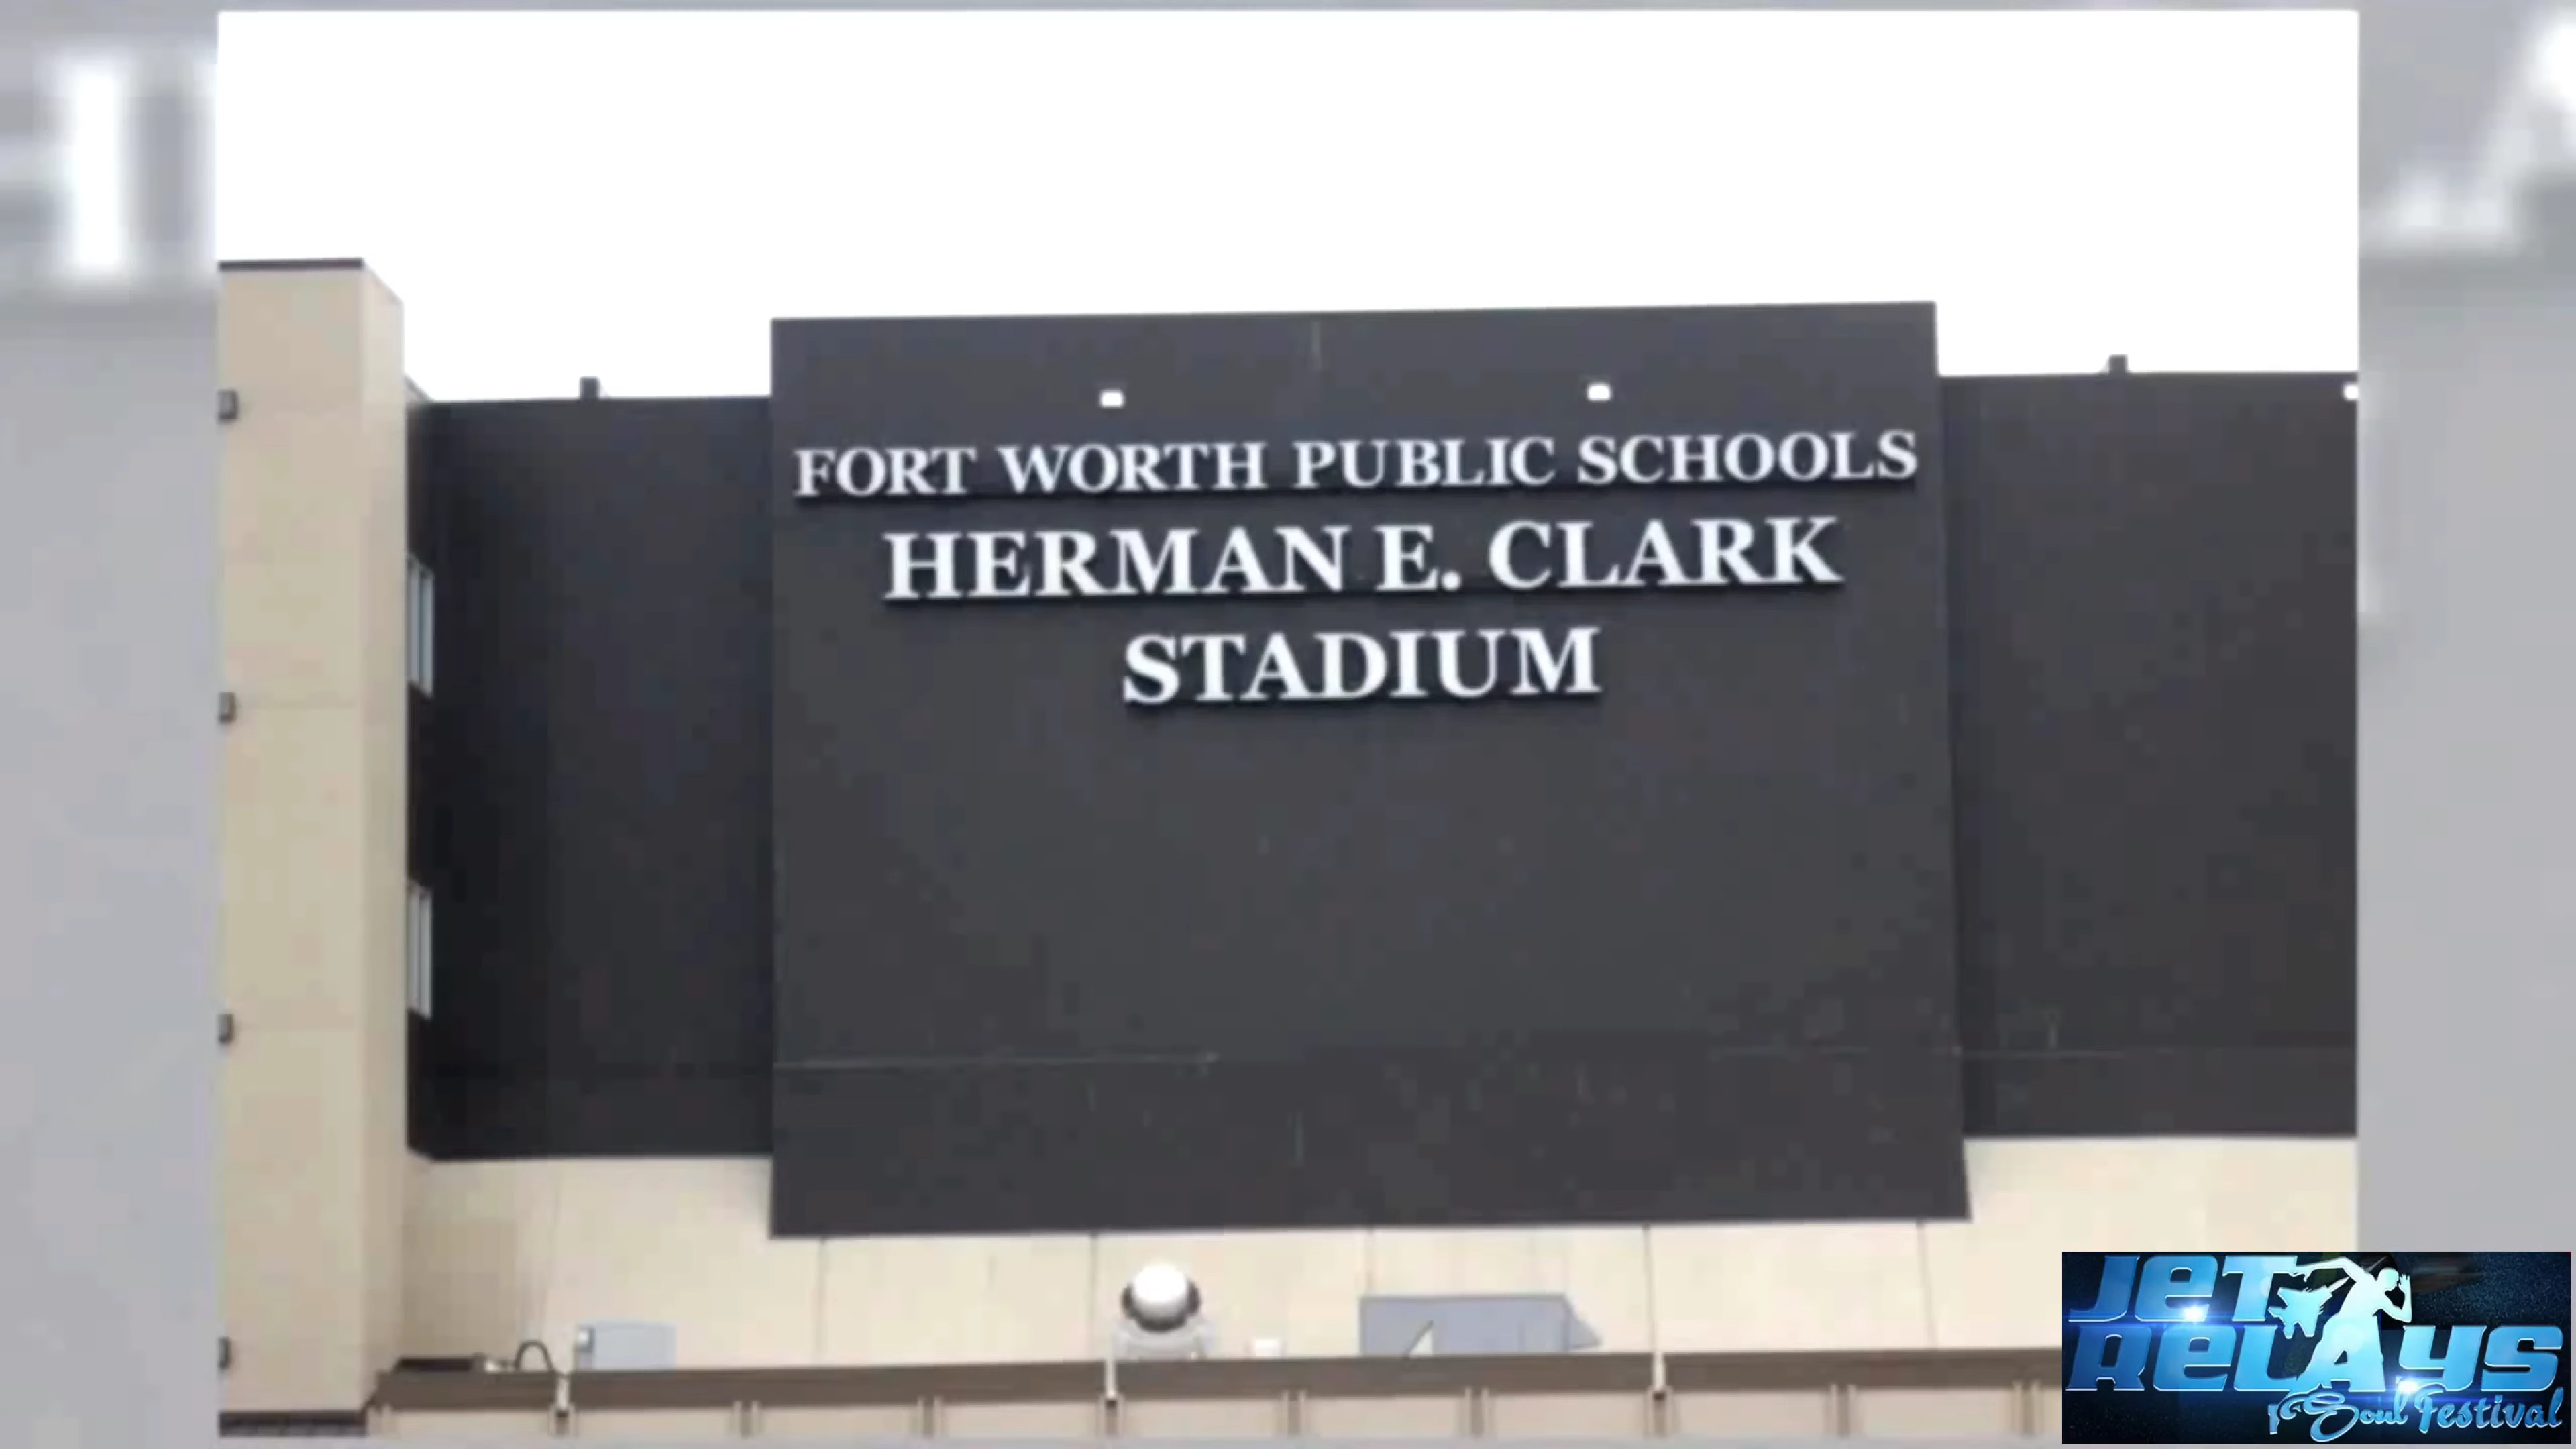 FORT WORTH PUBLIC SCHOOLS
HERMAN E. CLARK
STADIUM
JET
RELAYS
Soul Festival